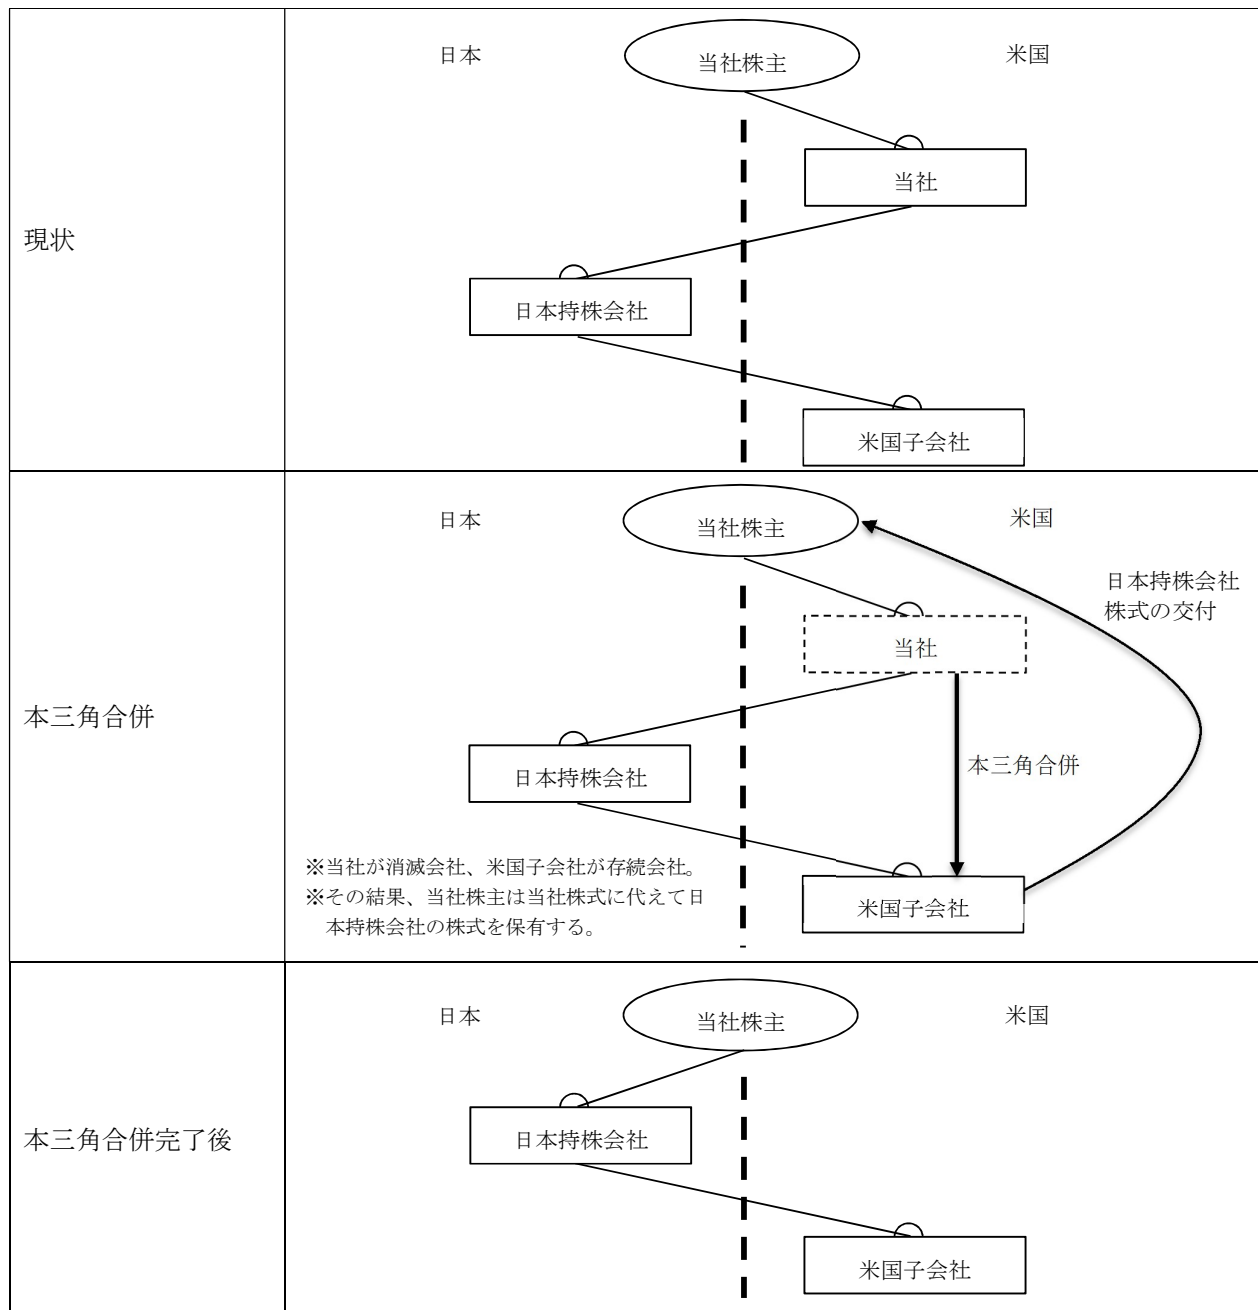 現状
日本
当社株主
米国
当社
日本持株会社
米国子会社
本三角合併
日本
当社株主
米国
日本持株会社
株式の交付
当社
日本持株会社
本三角合併
※当社が消滅会社、米国子会社が存続会社。
※その結果、当社株主は当社株式に代えて日
本持株会社の株式を保有する。
米国子会社
本三角合併完了後
日本
当社株主
米国
日本持株会社
米国子会社